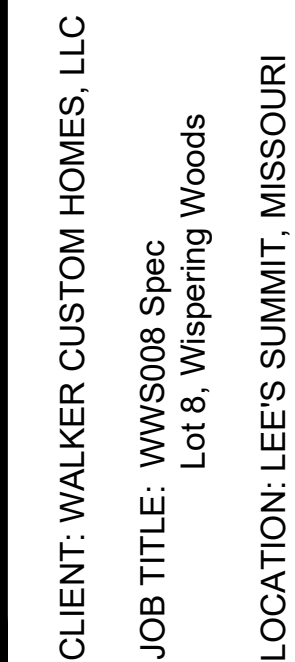 CLIENT: WALKER CUSTOM HOMES, LLC
JOB TITLE: WWS008 Spec
Lot 8, Wispering Woods
LOCATION: LEE'S SUMMIT, MISSOURI